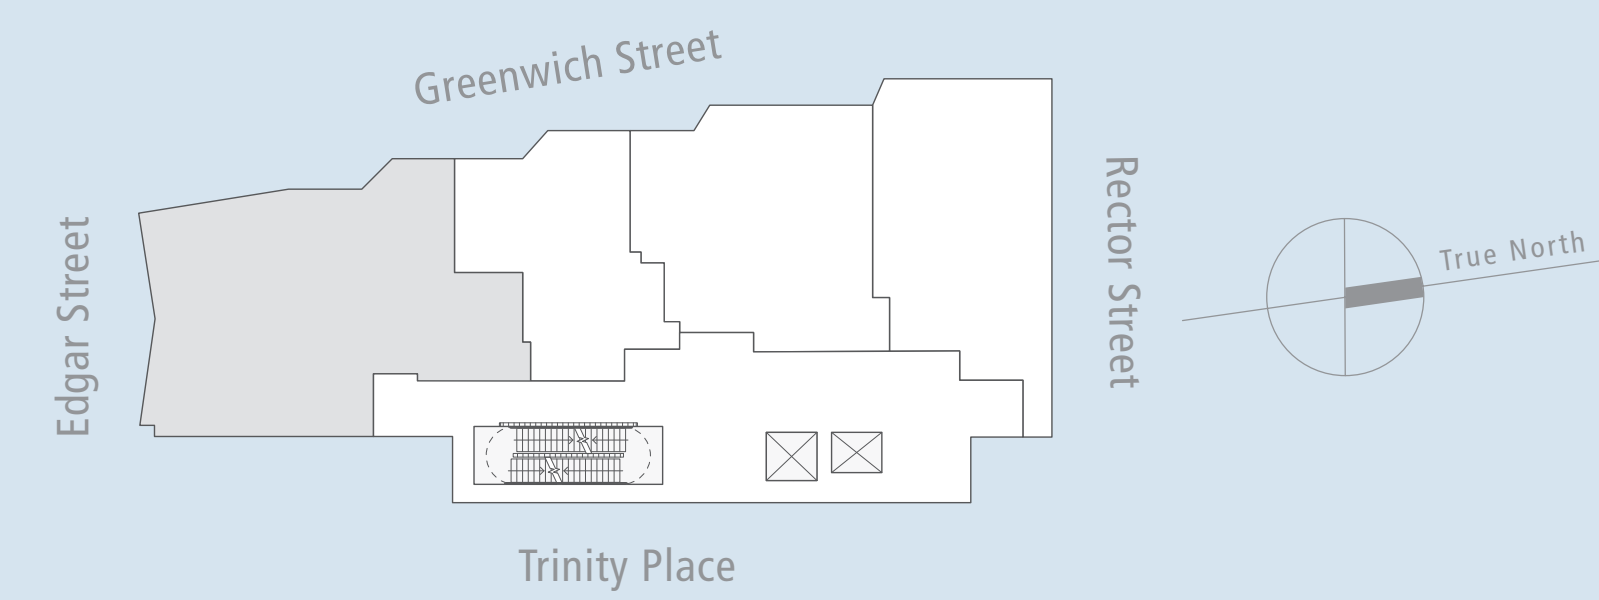 Greenwich Street
Edgar Street
Rector Street
True North
Trinity Place